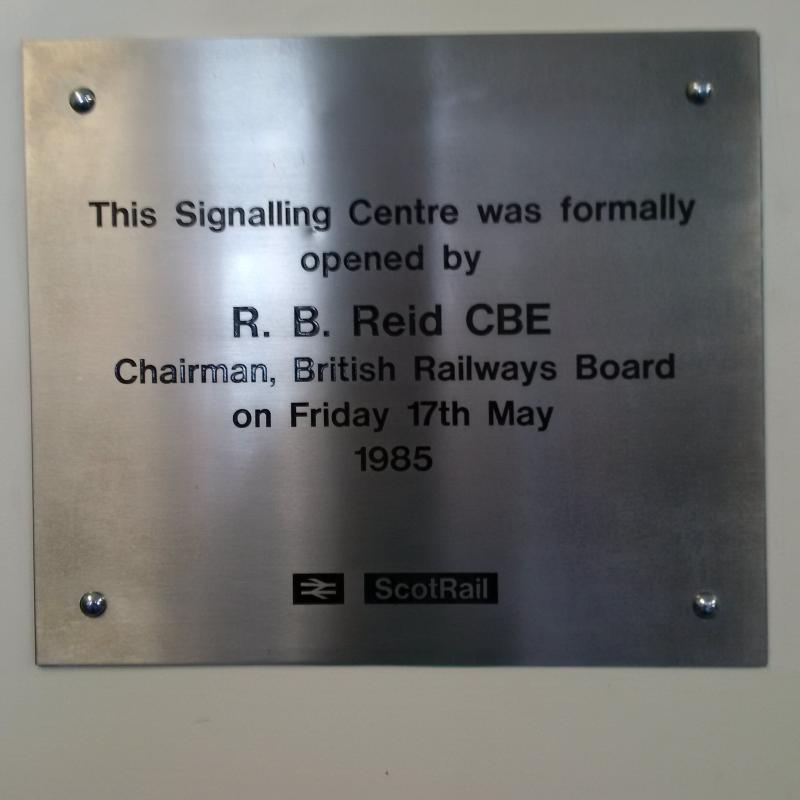 This Signalling Centre was formally
opened by
R. B. Reid CBE
Chairman, British Railways Board
on Friday 17th May
1985
ScotRail